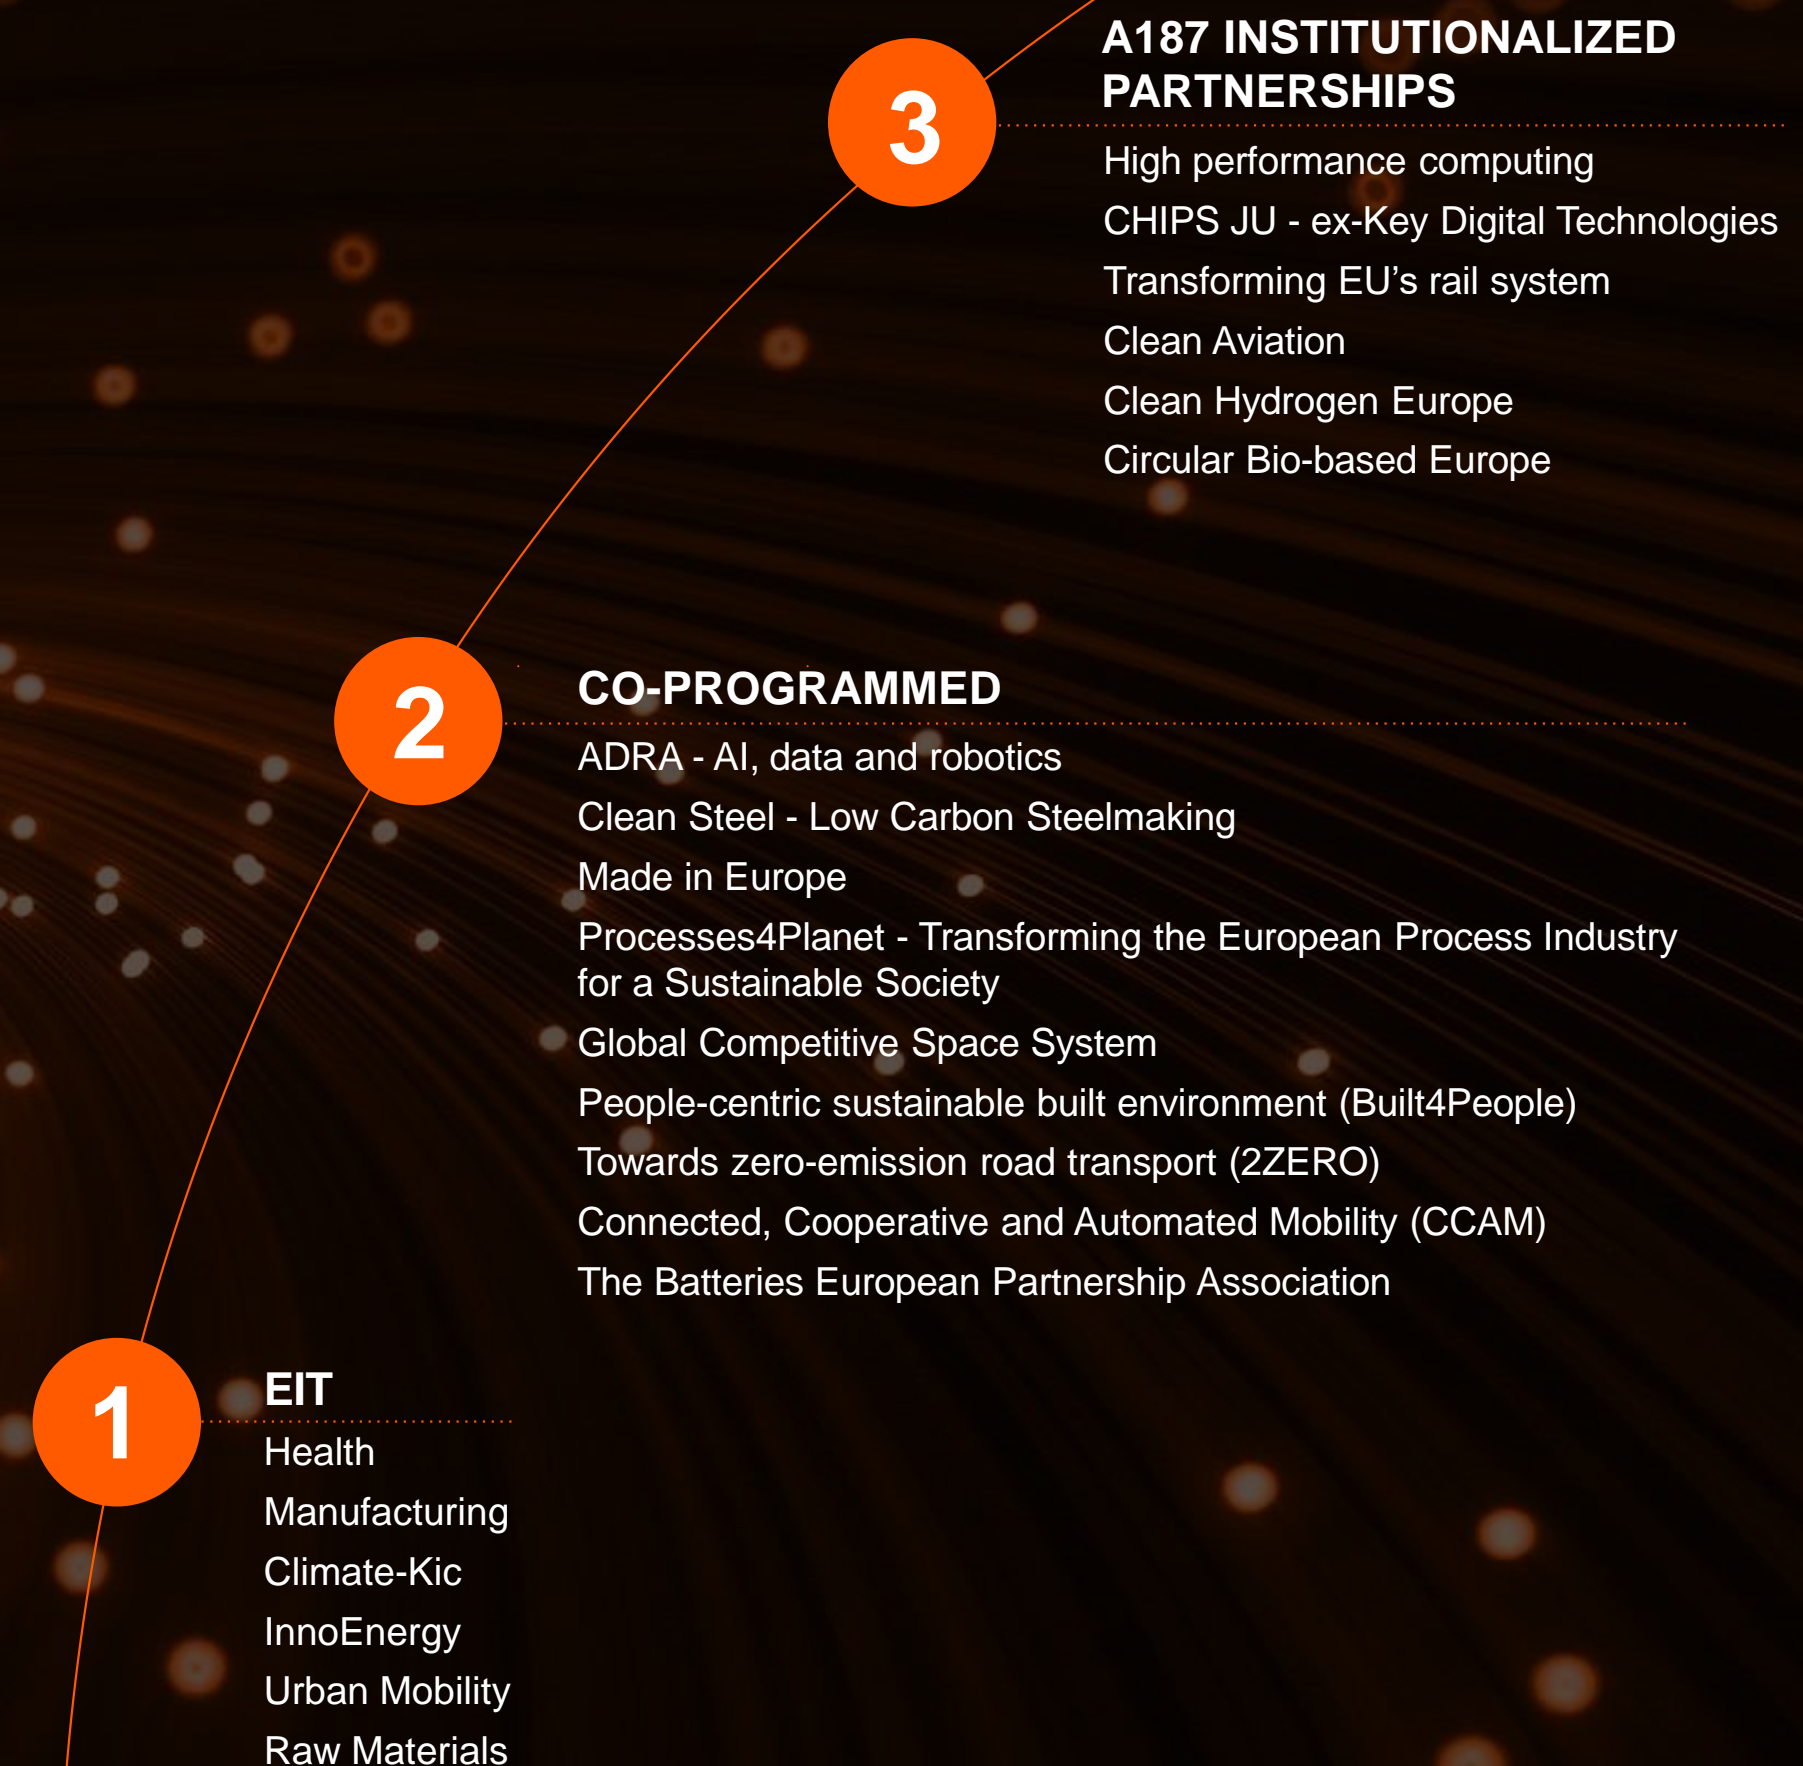 3
A187 INSTITUTIONALIZED
PARTNERSHIPS
High performance computing
CHIPS JU - ex-Key Digital Technologies
Transforming EU’s rail system
Clean Aviation
Clean Hydrogen Europe
Circular Bio-based Europe
2
CO-PROGRAMMED
ADRA - AI, data and robotics
Clean Steel - Low Carbon Steelmaking
Made in Europe
Processes4Planet - Transforming the European Process Industry
for a Sustainable Society
Global Competitive Space System
People-centric sustainable built environment (Built4People)
Towards zero-emission road transport (2ZERO)
Connected, Cooperative and Automated Mobility (CCAM)
The Batteries European Partnership Association
1
EIT
Health
Manufacturing
Climate-Kic
InnoEnergy
Urban Mobility
Raw Materials